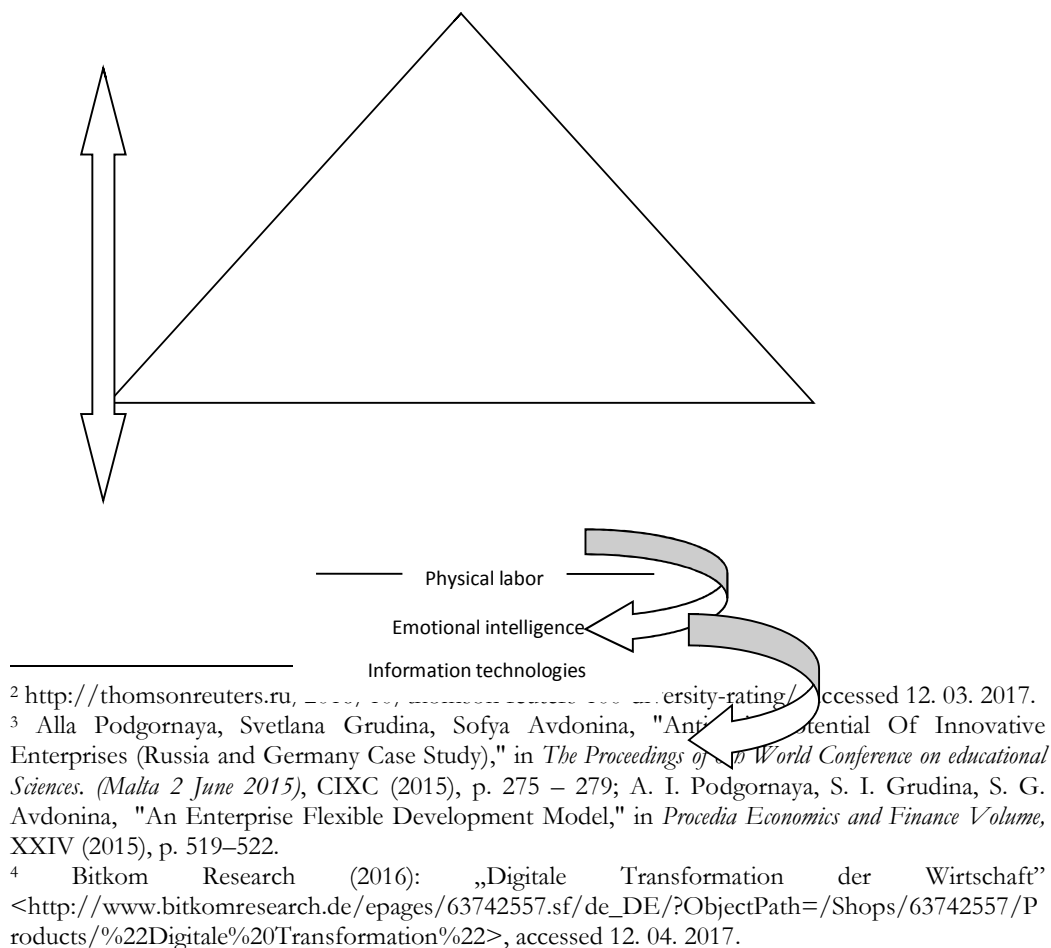 Physical labor
Emotional intelligence
Information technologies
2 http://thomsonreuters.ru/ ersity-rating/ ccessed 12. 03. 2017.
3 Alla Podgornaya, Svetlana Grudina, Sofya Avdonina, "Ant tential Of Innovative
Enterprises (Russia and Germany Case Study)," in The Proceedings of World Conference on educational
Sciences. (Malta 2 June 2015), CIXC (2015), p. 275 – 279; A. I. Podgornaya, S. I. Grudina, S. G.
Avdonina, "An Enterprise Flexible Development Model," in Procedia Economics and Finance Volume,
XXIV (2015), p. 519–522.
4 Bitkom Research (2016): „Digitale Transformation der Wirtschaft”
<http://www.bitkomresearch.de/epages/63742557.sf/de_DE/?ObjectPath=/Shops/63742557/P
roducts/%22Digitale%20Transformation%22>, accessed 12. 04. 2017.